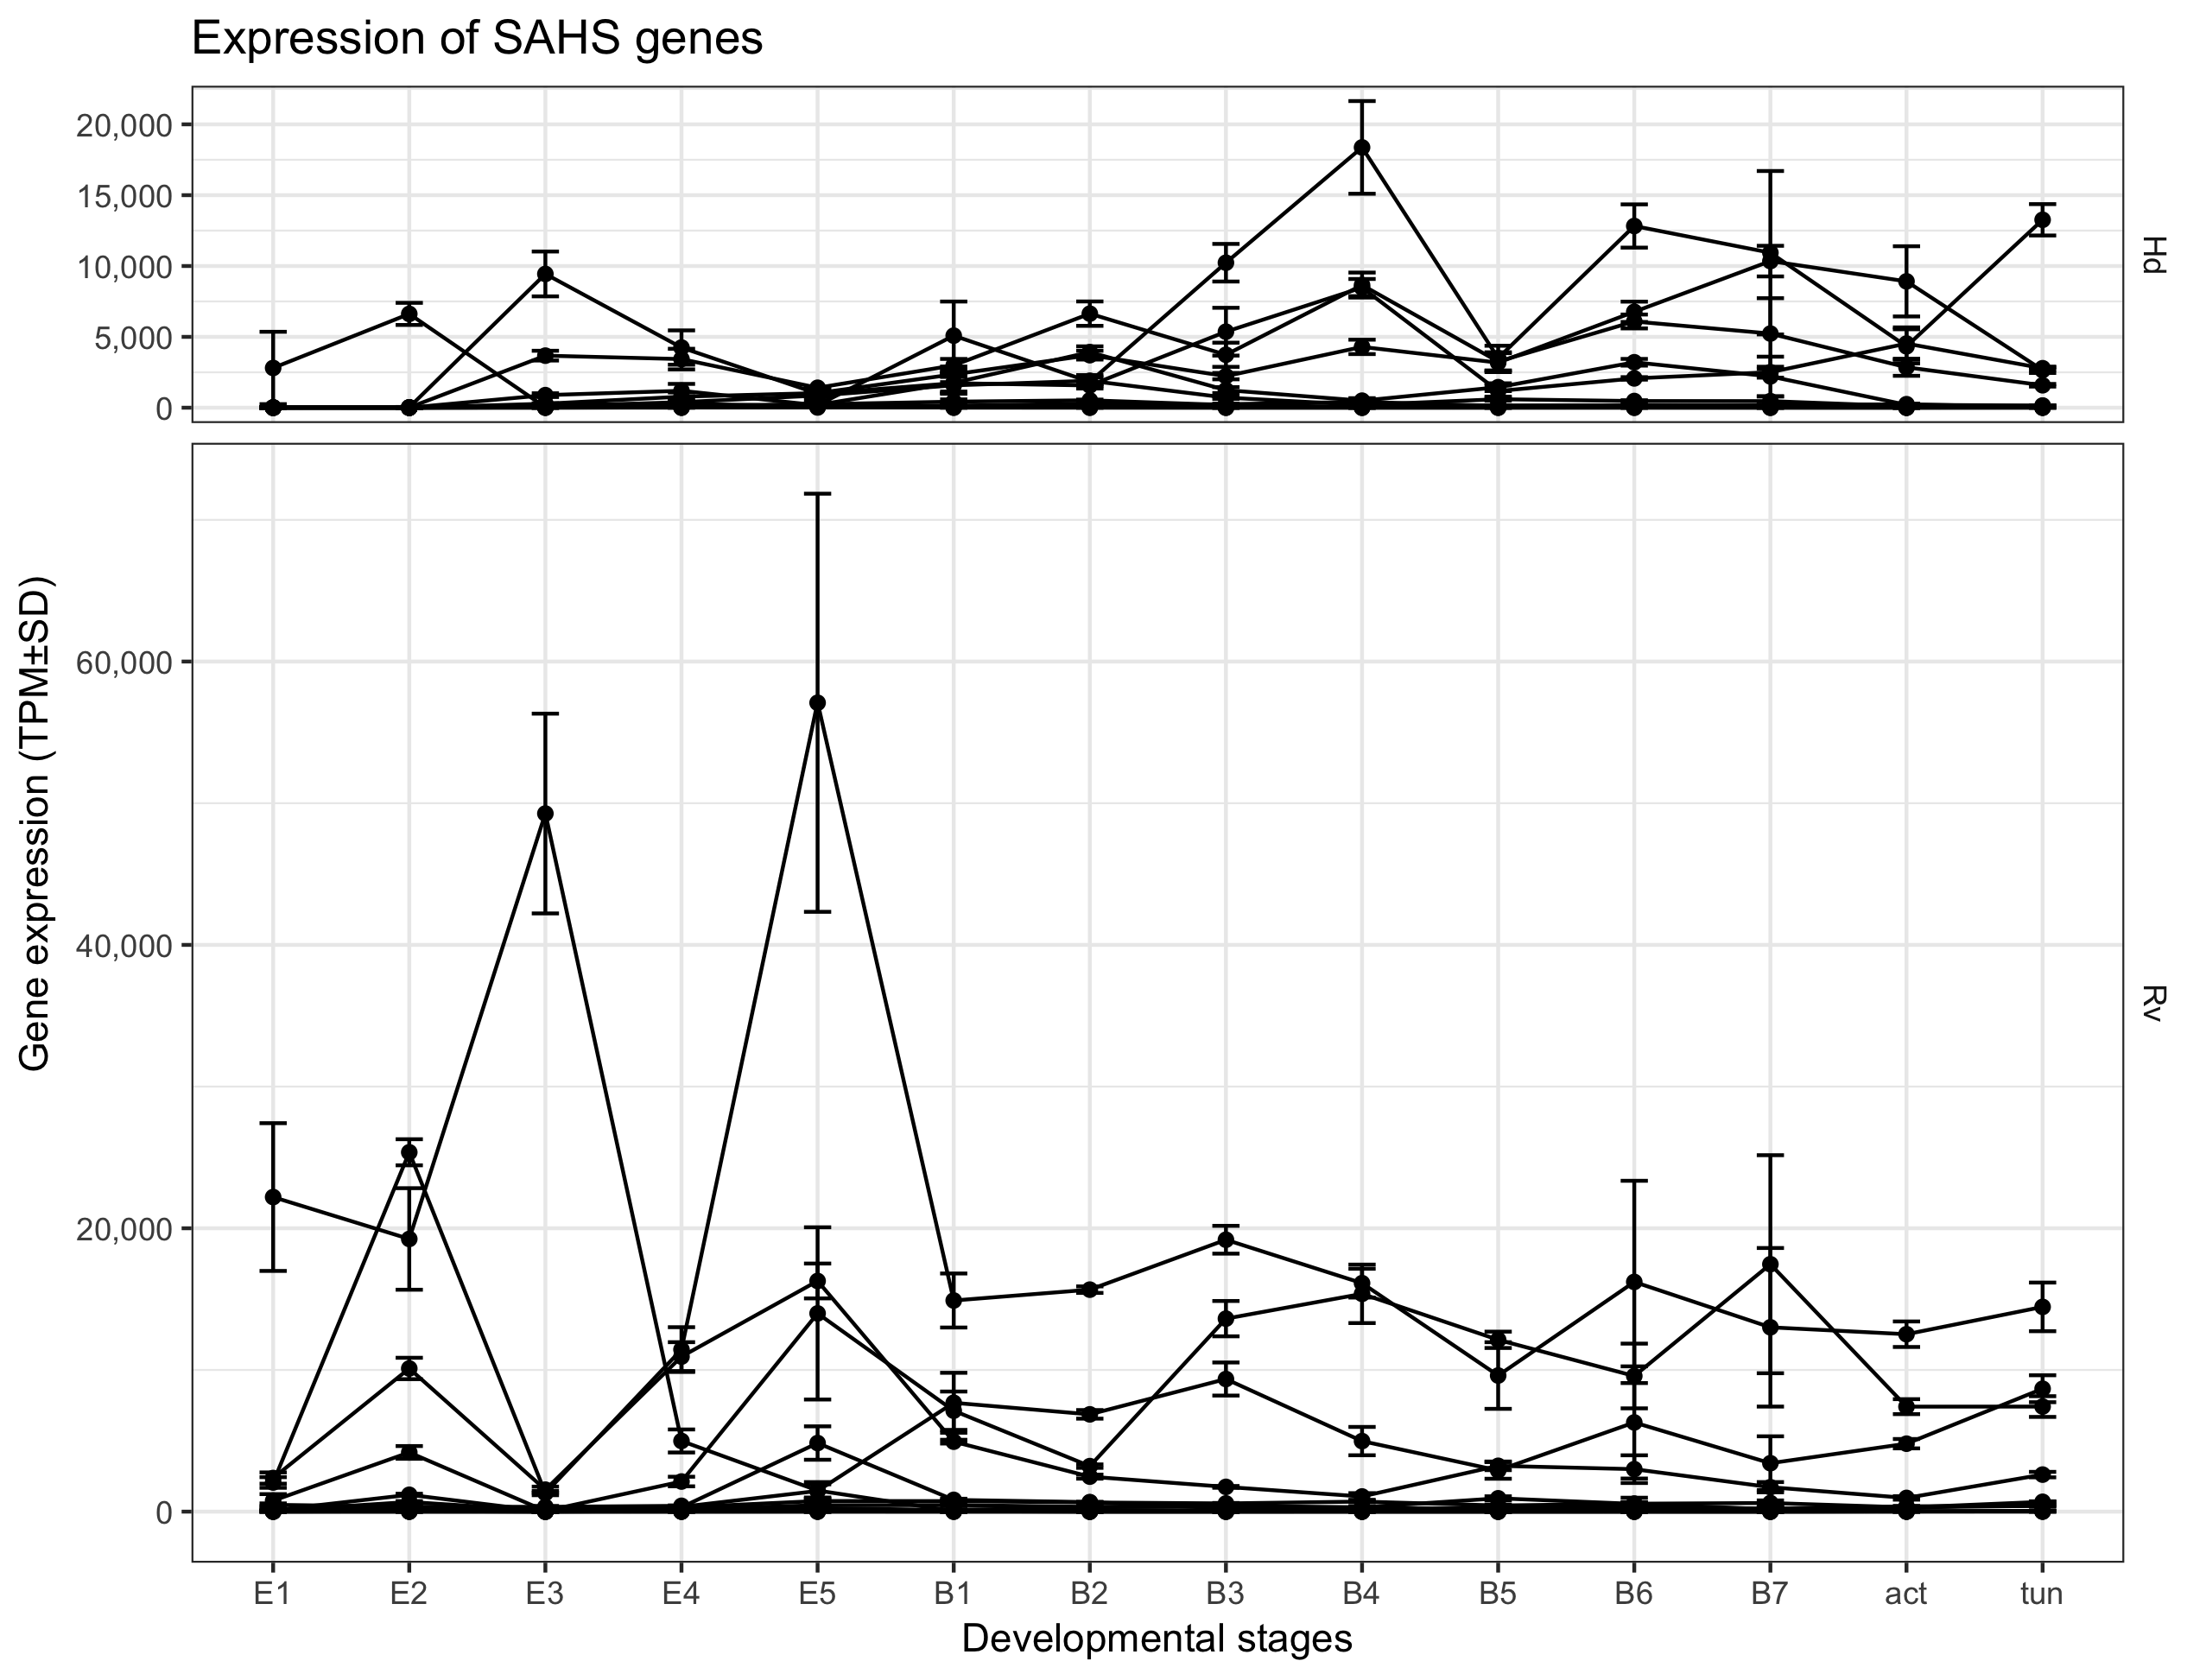 Expression of SAHS genes
20,000
15,000
10,000
5,000
0
Hd
60,000
40,000
20,000
0
Rv
Gene expression (TPM±SD)
E1 E2 E3 E4 E5 B1 B2 B3 B4 B5 B6 B7 act tun
Developmental stages